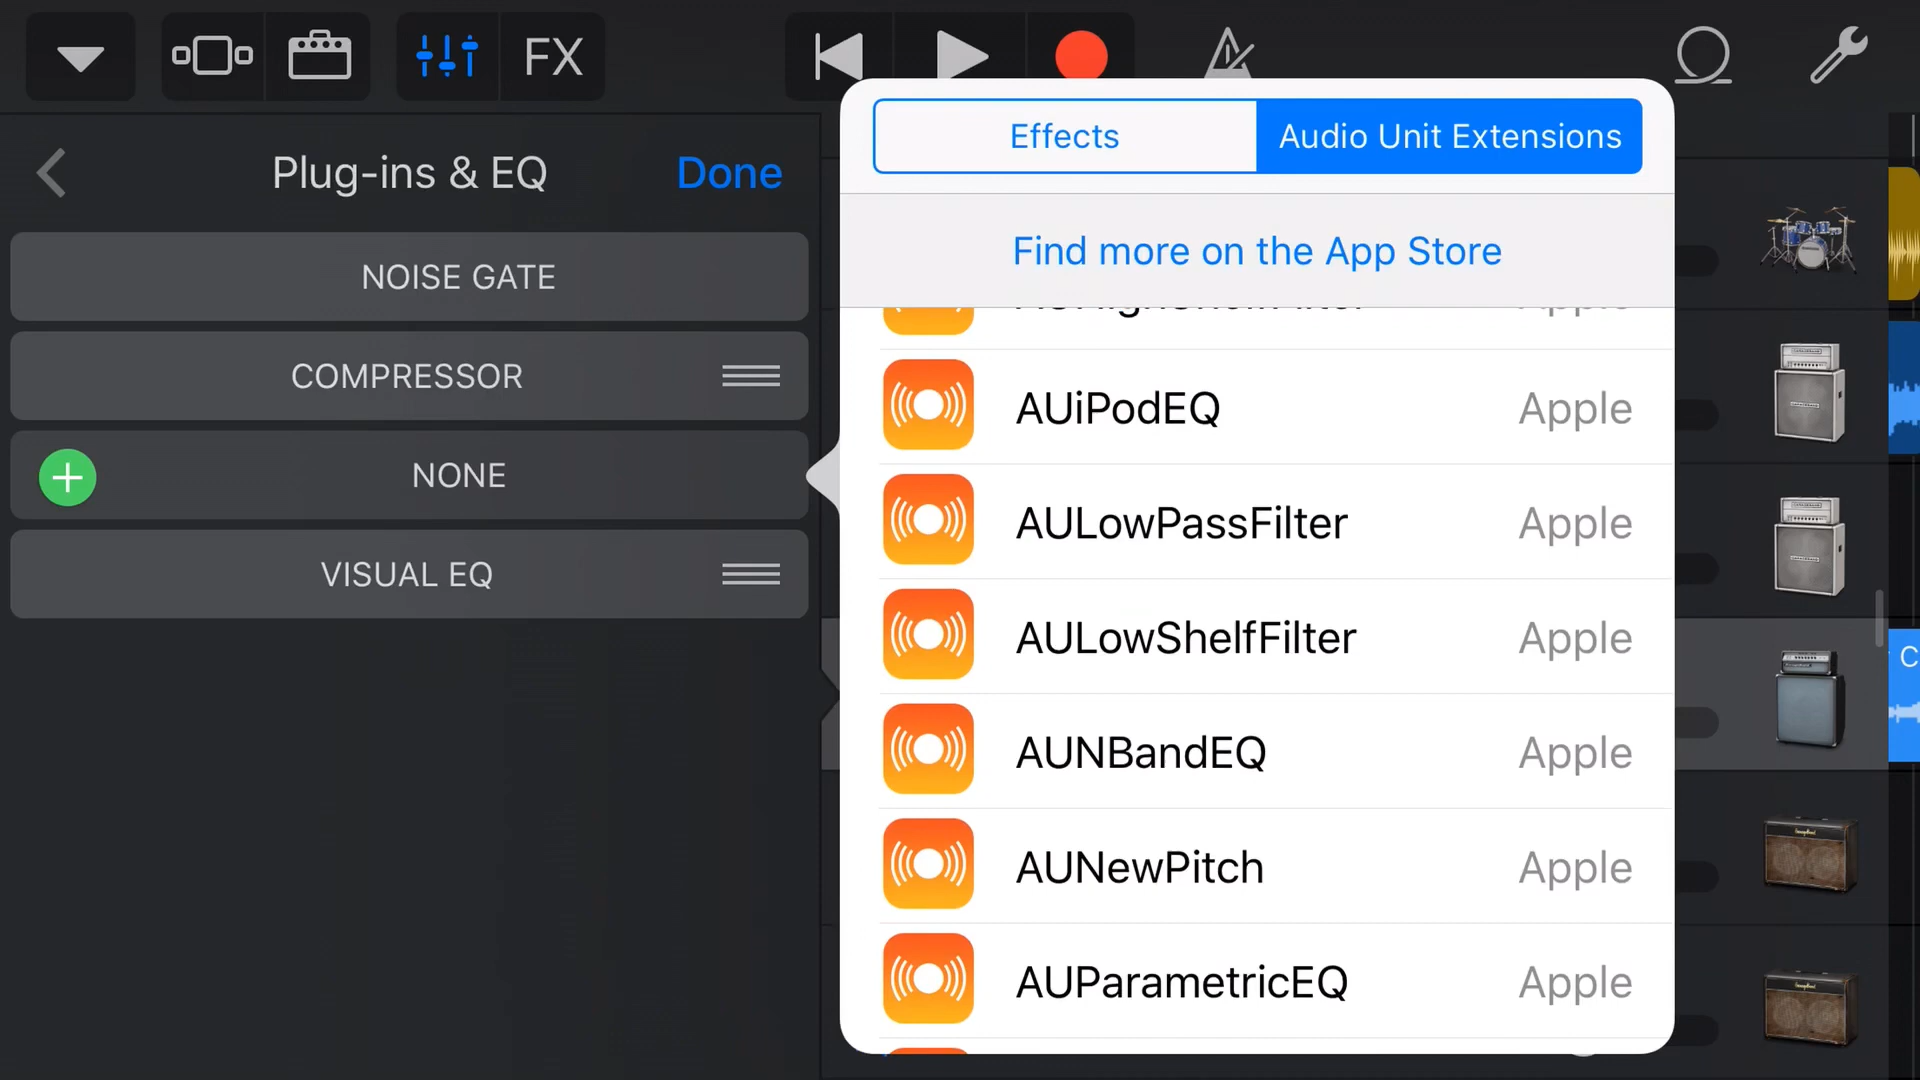 FX
Plug-ins & EQ
Done
NOISE GATE
COMPRESSOR
NONE
VISUAL EQ
Effects
Audio Unit Extensions
Find more on the App Store
AUiPodEQ Apple
AULowPassFilter Apple
AULowShelfFilter Apple
AUNBandEQ Apple
AUNewPitch Apple
AUParametricEQ Apple
C